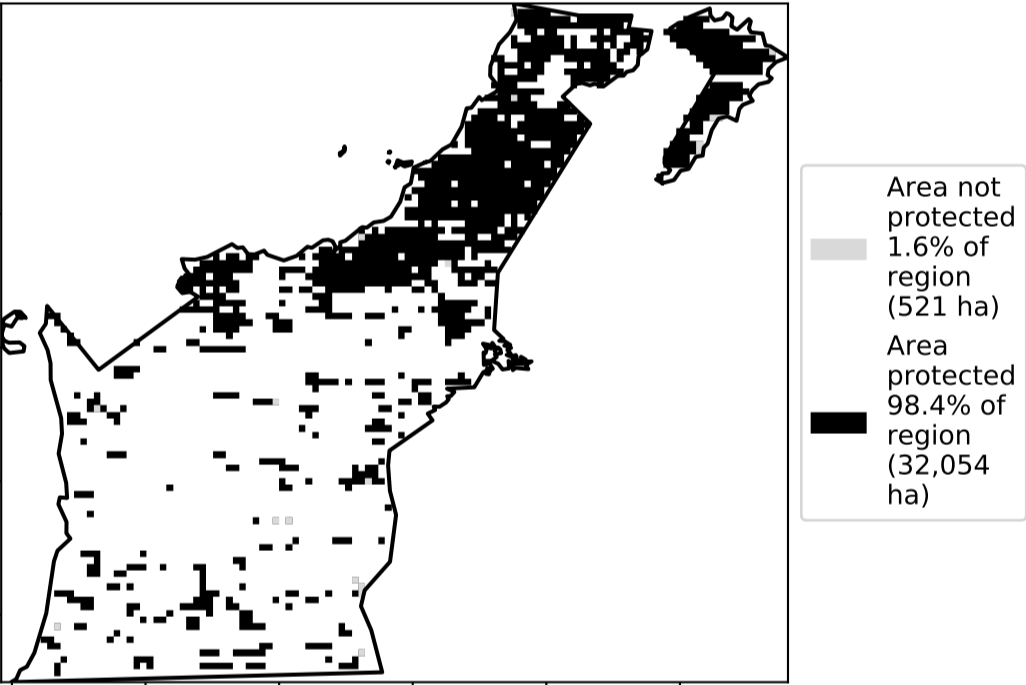 Area not
protected
1.6% of
region
(521 ha)
Area
protected
98.4% of
region
(32,054
ha)